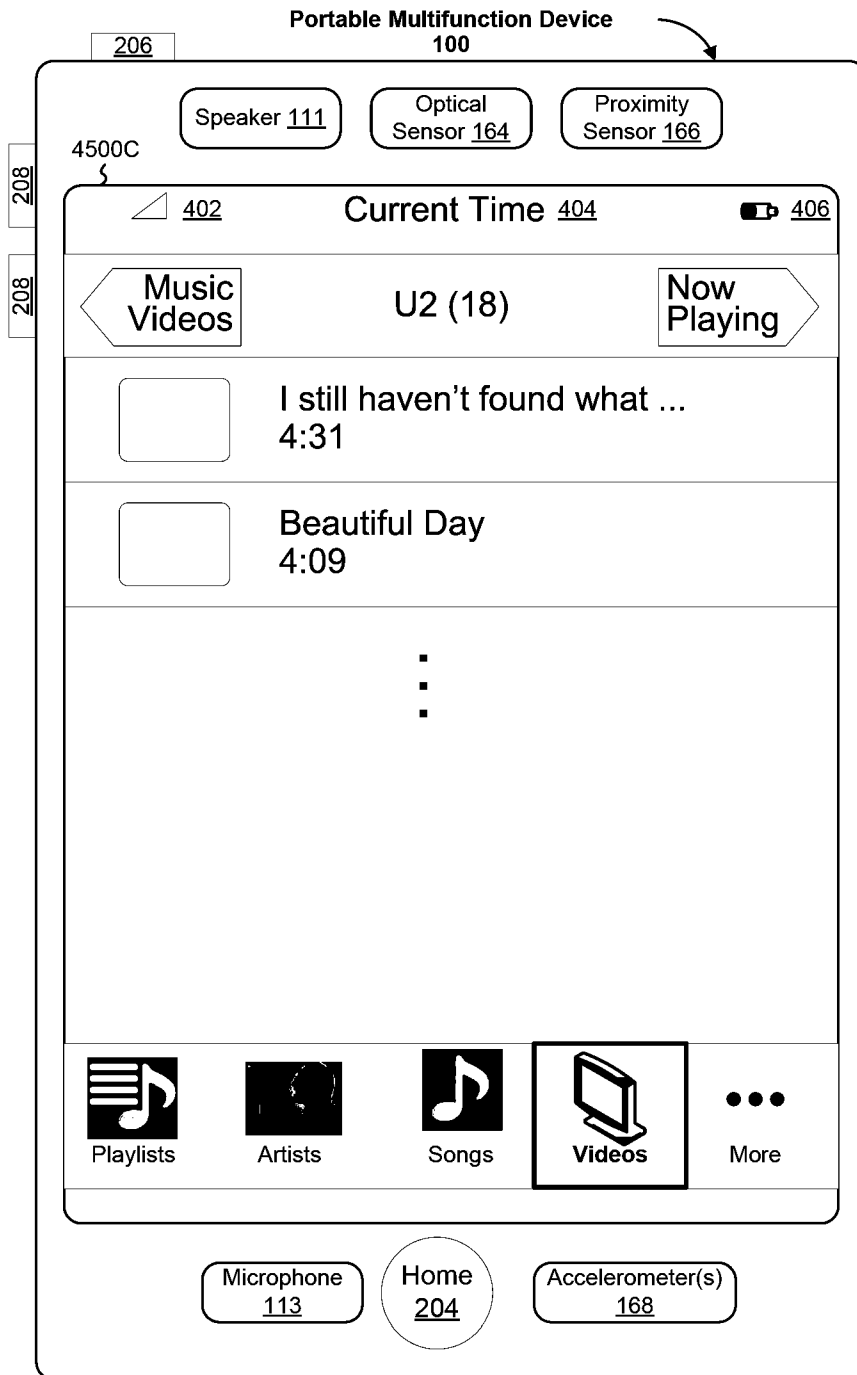 Portable Multifunction Device
100
206
Speaker 111
Optical
Sensor 164
Proximity
Sensor 166
4500C
208
208
402
Current Time 404
406
Music
Videos
U2 (18)
Now
Playing
I still haven’t found what ...
4:31
Beautiful Day
4:09
Playlists
Artists
Songs
Videos
More
Microphone
113
Home
204
Accelerometer(s)
168